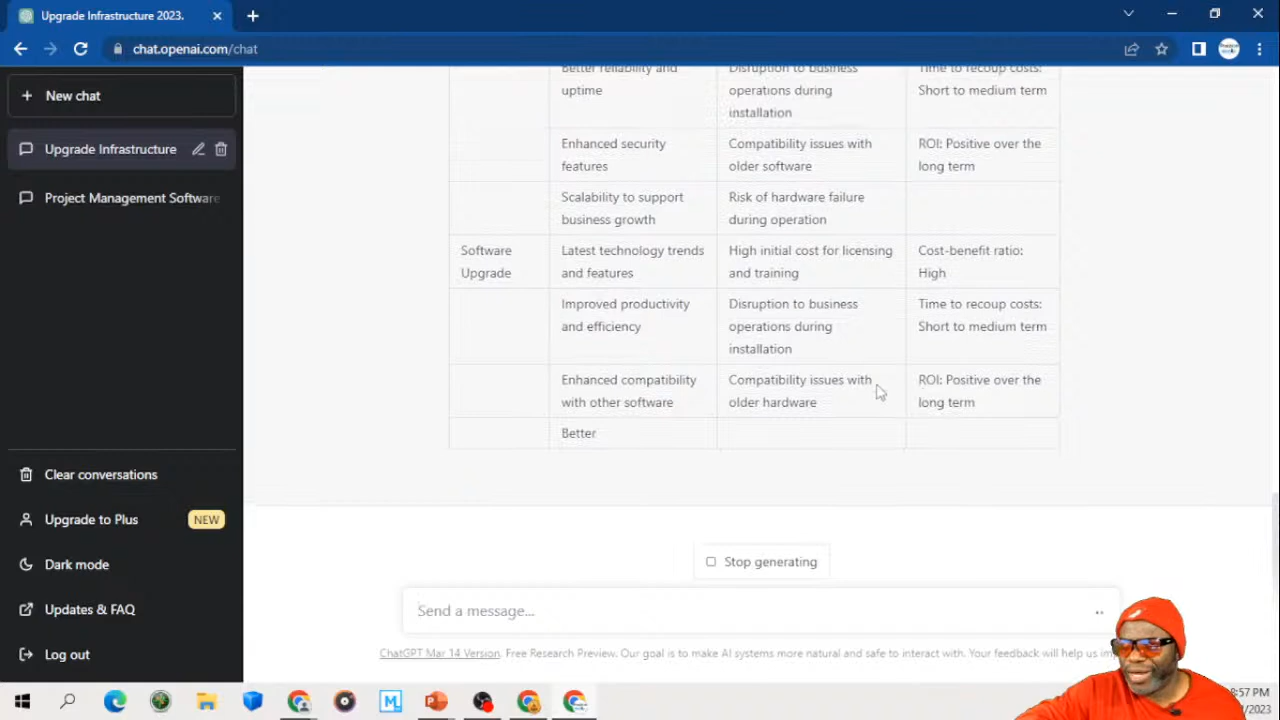 Upgrade Infrastructure 2023.
chat.openai.com/chat
New chat
Upgrade Infrastructure
Project Management Software
Clear conversations
Upgrade to Plus
NEW
Dark mode
Updates & FAQ
Log out
Better reliability and
uptime
Disruption to business
operations during
installation
Time to recoup costs:
Short to medium term
Enhanced security
features
Compatibility issues with
older software
ROI: Positive over the
long term
Scalability to support
business growth
Risk of hardware failure
during operation
Software
Upgrade
Latest technology trends
and features
High initial cost for licensing
and training
Cost-benefit ratio:
High
Improved productivity
and efficiency
Disruption to business
operations during
installation
Time to recoup costs:
Short to medium term
Enhanced compatibility
with other software
Compatibility issues with
older hardware
ROI: Positive over the
long term
Better
Stop generating
Send a message...
ChatGPT Mar 14 Version. Free Research Preview. Our goal is to make AI systems more natural and safe to interact with. Your feedback will help us
:57 PM
/2023